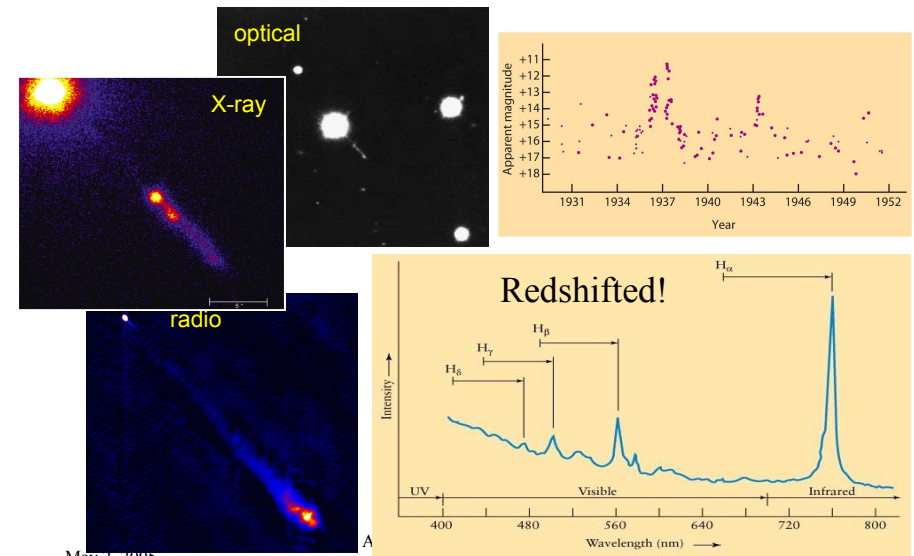 optical
X-ray
5"
radio
+11
+12
+13
+14
+15
+16
+17
+18
Apparent magnitude
1931 1934 1937 1940 1943 1946 1949 1952
Year
Redshifted!
Hα
Hβ
Hγ
Hδ
Intensity
UV Visible Infrared
400 480 560 640 720 800
Wavelength (nm)
A